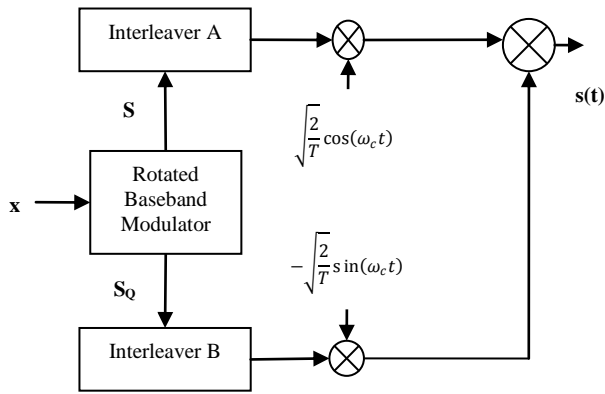 Interleaver A
s(t)
S
√(2/T) cos(ω_c t)
Rotated
Baseband
Modulator
x
−√(2/T) sin(ω_c t)
S_Q
Interleaver B